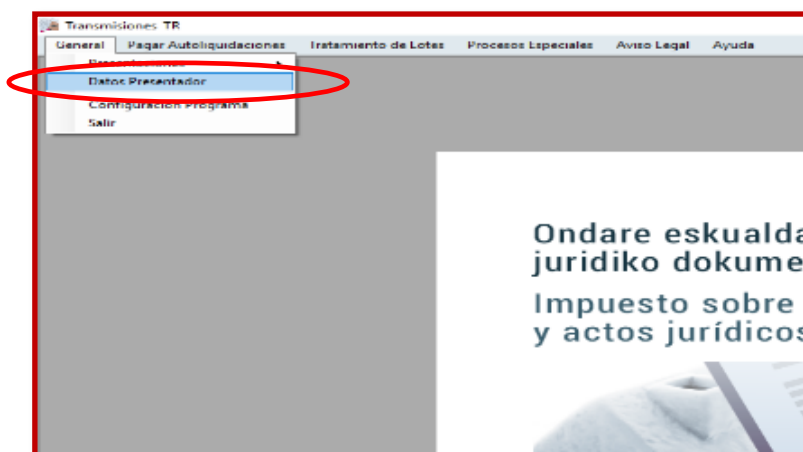 Transmisiones TR
General Pagar Autoliquidaciones Tratamiento de Lotes Procesos Especiales Aviso Legal Ayuda
Datos Presentador
Configuración Programa
Salir
Ondare eskualda
juridiko dokume
Impuesto sobre
y actos jurídicos